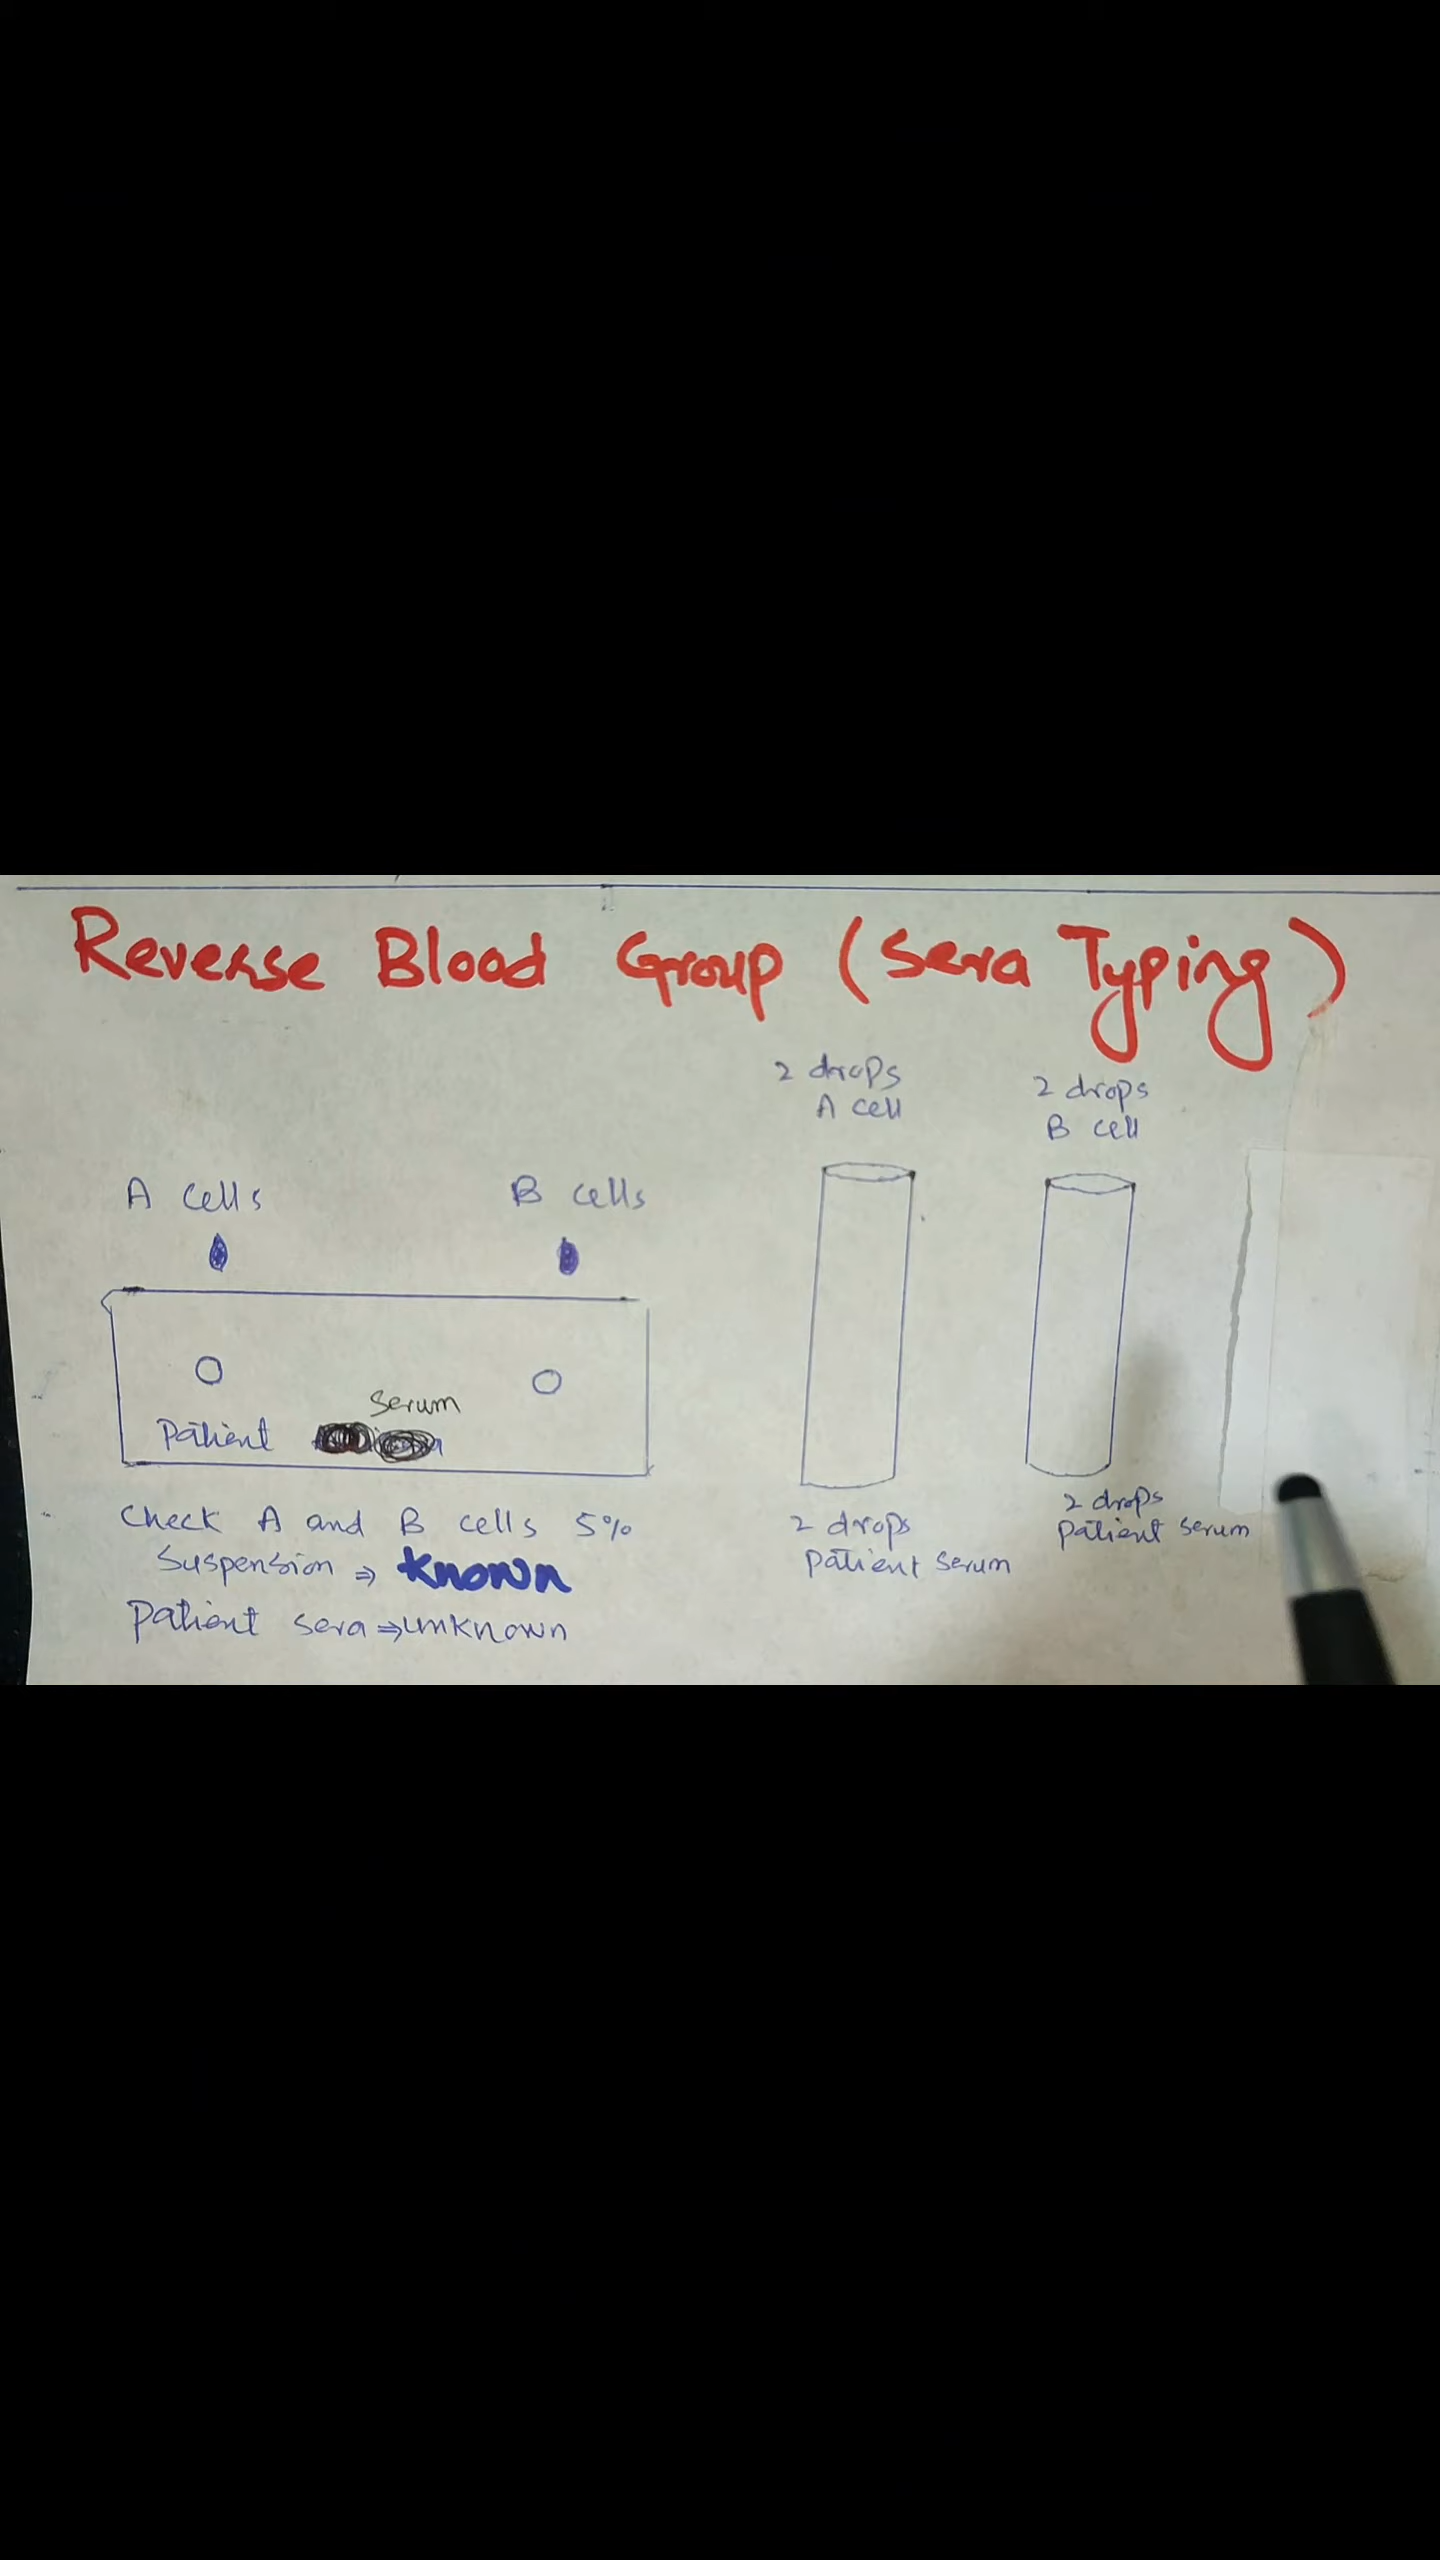 Reverse Blood Group (Sera Typing)
A cells
B cells
Serum
Patient
Check A and B cells 5%
Suspension ⇒ known
Patient sera ⇒ unknown
2 drops
A cell
2 drops
Patient Serum
2 drops
B cell
2 drops
Patient Serum